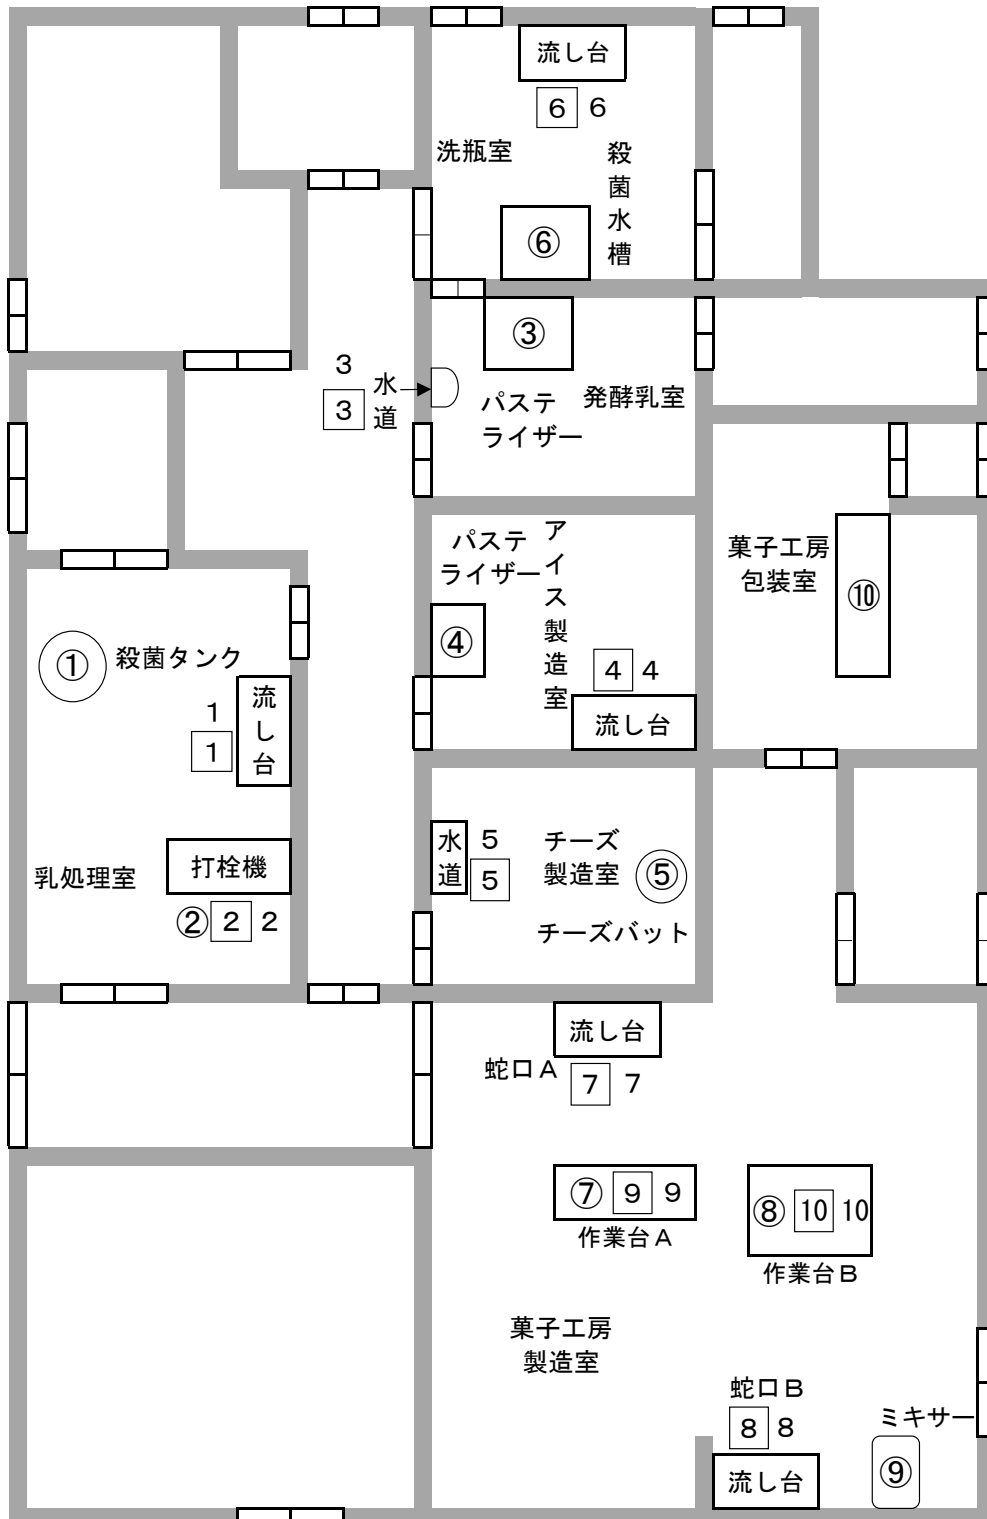 流し台
6 6
洗瓶室
殺菌水槽
⑥
③
3
3
水道
パステ
ライザー
発酵乳室
パステ
ライザー
アイス製造室
④
4 4
流し台
菓子工房
包装室
⑩
① 殺菌タンク
1
1
流し台
打栓機
乳処理室
② 2 2
水道
5
5
チーズ
製造室
⑤
チーズバット
流し台
蛇口A
7 7
⑦ 9 9
作業台A
⑧ 10 10
作業台B
菓子工房
製造室
蛇口B
8 8
流し台
ミキサー
⑨